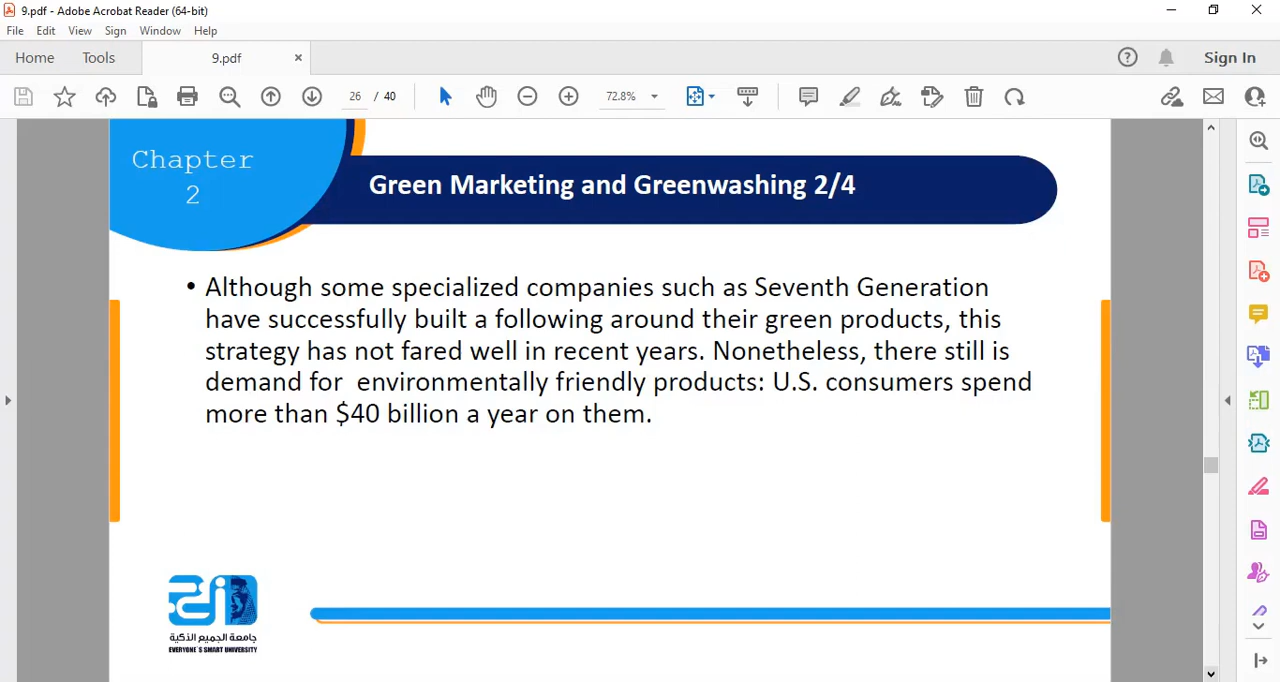 9.pdf - Adobe Acrobat Reader (64-bit)
File Edit View Sign Window Help
Home Tools 9.pdf × Sign In
26 / 40 72.8%
Chapter
2
Green Marketing and Greenwashing 2/4
• Although some specialized companies such as Seventh Generation
have successfully built a following around their green products, this
strategy has not fared well in recent years. Nonetheless, there still is
demand for environmentally friendly products: U.S. consumers spend
more than $40 billion a year on them.
جامعة الجميع الذكية
EVERYONE`S SMART UNIVERSITY